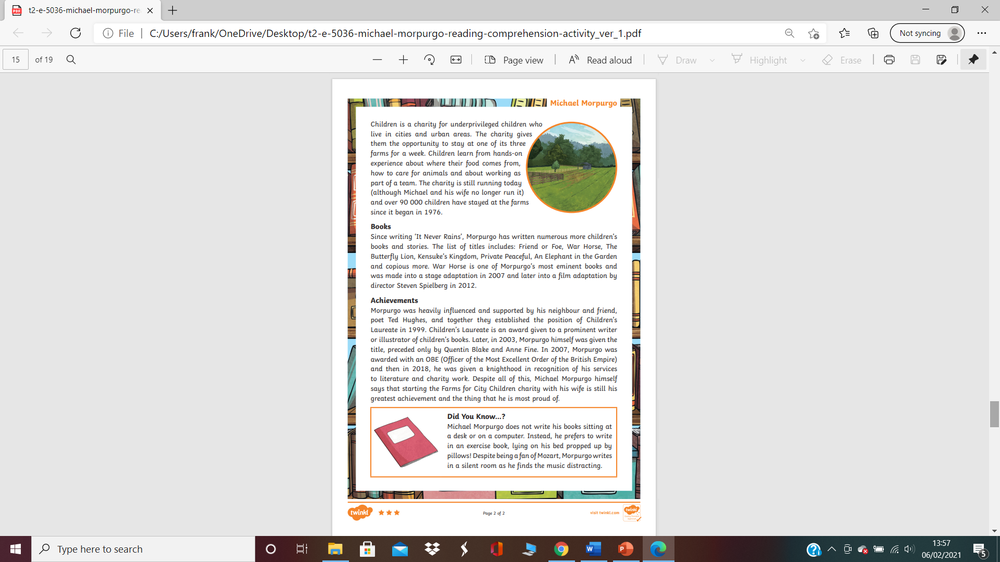 t2-e-5036-michael-morpurgo-re
File
C:/Users/frank/OneDrive/Desktop/t2-e-5036-michael-morpurgo-reading-comprehension-activity_ver_1.pdf
Not syncing
15 of 19
Page view
Read aloud
Draw
Highlight
Erase
Michael Morpurgo
Children is a charity for underprivileged children who
live in cities and urban areas. The charity gives
them the opportunity to stay at one of its three
farms for a week. Children learn from hands-on
experience about where their food comes from,
how to care for animals and about working as
part of a team. The charity is still running today
(although Michael and his wife no longer run it)
and over 90 000 children have stayed at the farms
since it began in 1976.
Books
Since writing ‘It Never Rains’, Morpurgo has written numerous more children’s
books and stories. The list of titles includes: Friend or Foe, War Horse, The
Butterfly Lion, Kensuke’s Kingdom, Private Peaceful, An Elephant in the Garden
and copious more. War Horse is one of Morpurgo’s most eminent books and
was made into a stage adaptation in 2007 and later into a film adaptation by
director Steven Spielberg in 2012.
Achievements
Morpurgo was heavily influenced and supported by his neighbour and friend,
poet Ted Hughes, and together they established the position of Children’s
Laureate in 1999. Children’s Laureate is an award given to a prominent writer
or illustrator of children’s books. Later, in 2003, Morpurgo himself was given the
title, preceded only by Quentin Blake and Anne Fine. In 2007, Morpurgo was
awarded with an OBE (Officer of the Most Excellent Order of the British Empire)
and then in 2018, he was given a knighthood in recognition of his services
to literature and charity work. Despite all of this, Michael Morpurgo himself
says that starting the Farms for City Children charity with his wife is still his
greatest achievement and the thing that he is most proud of.
Did You Know...?
Michael Morpurgo does not write his books sitting at
a desk or on a computer. Instead, he prefers to write
in an exercise book, lying on his bed propped up by
pillows! Despite being a fan of Mozart, Morpurgo writes
in a silent room as he finds the music distracting.
twinkl
Page 2 of 2
visit twinkl.com
twinkl
Type here to search
13:57
06/02/2021
5